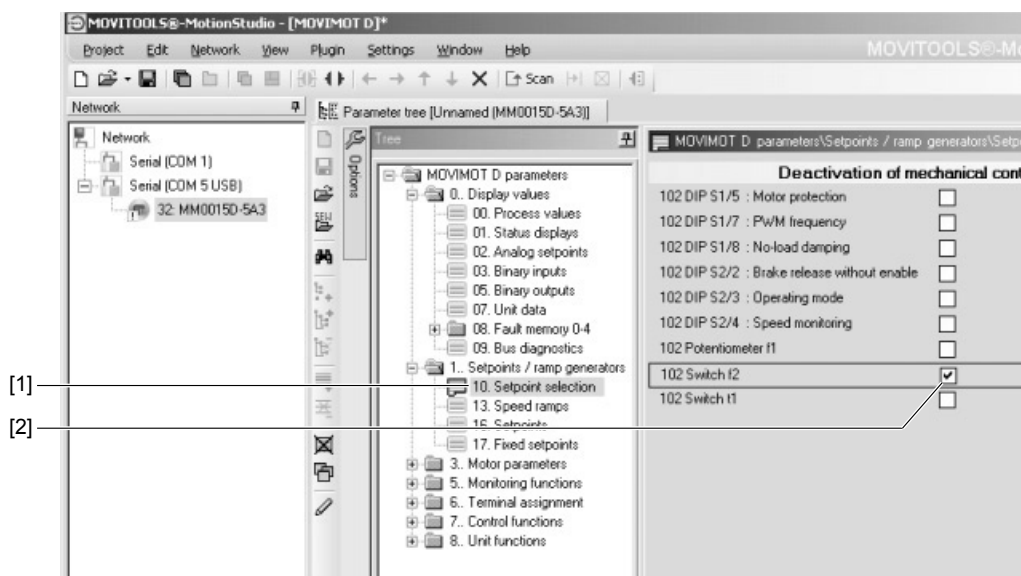 MOVITOOLS®-MotionStudio - [MOVIMOT D]*
Project Edit Network View Plugin Settings Window Help
MOVITOOLS®-Mo
Scan
Network
Parameter tree [Unnamed (MM0015D-5A3)]
Network
Serial (COM 1)
Serial (COM 5 USB)
32: MM0015D-5A3
Options
SEW
Tree
MOVIMOT D parameters
0.. Display values
00. Process values
01. Status displays
02. Analog setpoints
03. Binary inputs
05. Binary outputs
07. Unit data
08. Fault memory 0-4
09. Bus diagnostics
1.. Setpoints / ramp generators
10. Setpoint selection
13. Speed ramps
16. Setpoints
17. Fixed setpoints
3.. Motor parameters
5.. Monitoring functions
6.. Terminal assignment
7.. Control functions
8.. Unit functions
MOVIMOT D parameters\Setpoints / ramp generators\Setp
Deactivation of mechanical cont
102 DIP S1/5 : Motor protection
102 DIP S1/7 : PWM frequency
102 DIP S1/8 : No-load damping
102 DIP S2/2 : Brake release without enable
102 DIP S2/3 : Operating mode
102 DIP S2/4 : Speed monitoring
102 Potentiometer f1
102 Switch f2
102 Switch t1
[1]
[2]